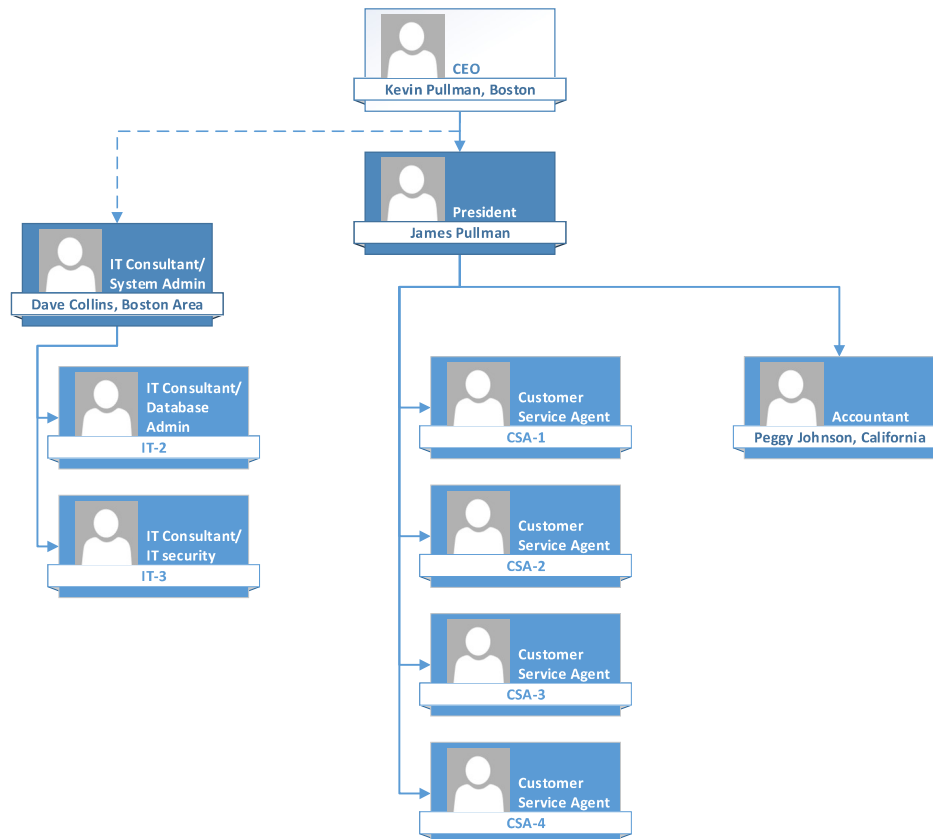 CEO
Kevin Pullman, Boston
President
James Pullman
IT Consultant/
System Admin
Dave Collins, Boston Area
IT Consultant/
Database
Admin
IT-2
IT Consultant/
IT security
IT-3
Customer
Service Agent
CSA-1
Customer
Service Agent
CSA-2
Customer
Service Agent
CSA-3
Customer
Service Agent
CSA-4
Accountant
Peggy Johnson, California